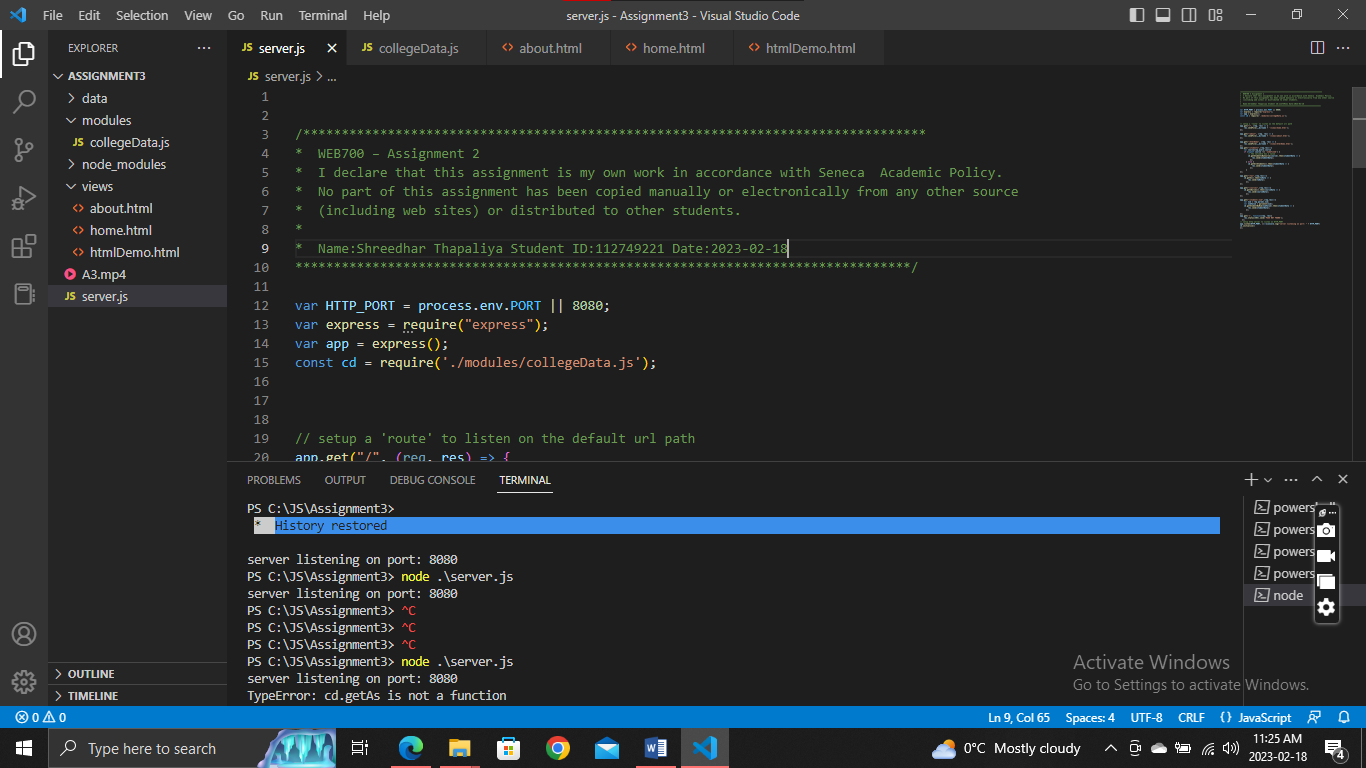 File Edit Selection View Go Run Terminal Help server.js - Assignment3 - Visual Studio Code
EXPLORER
ASSIGNMENT3
data
modules
JS collegeData.js
node_modules
views
about.html
home.html
htmlDemo.html
A3.mp4
JS server.js
OUTLINE
TIMELINE
JS server.js JS collegeData.js about.html home.html htmlDemo.html
JS server.js > ...
1
2
3 /*********************************************************************************
4 *  WEB700 – Assignment 2
5 *  I declare that this assignment is my own work in accordance with Seneca  Academic Policy.
6 *  No part of this assignment has been copied manually or electronically from any other source
7 *  (including web sites) or distributed to other students.
8 *
9 *  Name:Shreedhar Thapaliya Student ID:112749221 Date:2023-02-18
10 ********************************************************************************/
11
12 var HTTP_PORT = process.env.PORT || 8080;
13 var express = require("express");
14 var app = express();
15 const cd = require('./modules/collegeData.js');
16
17
18
19 // setup a 'route' to listen on the default url path
20 app.get("/", (req, res) => {
PROBLEMS OUTPUT DEBUG CONSOLE TERMINAL
PS C:\JS\Assignment3>
* History restored
server listening on port: 8080
PS C:\JS\Assignment3> node .\server.js
server listening on port: 8080
PS C:\JS\Assignment3> ^C
PS C:\JS\Assignment3> ^C
PS C:\JS\Assignment3> ^C
PS C:\JS\Assignment3> node .\server.js
server listening on port: 8080
TypeError: cd.getAs is not a function
powers
powers
powers
powers
node
Activate Windows
Go to Settings to activate Windows.
0 0 Ln 9, Col 65 Spaces: 4 UTF-8 CRLF {} JavaScript
Type here to search 0°C Mostly cloudy 11:25 AM
2023-02-18
4